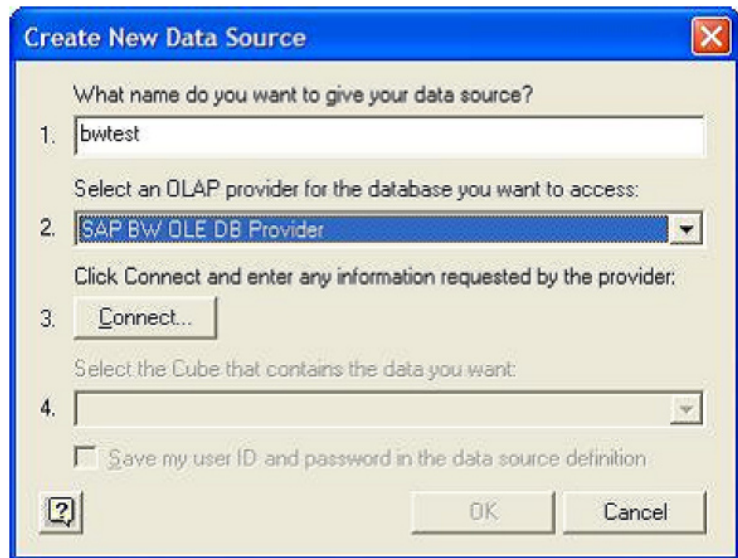 Create New Data Source
What name do you want to give your data source?
1. bwtest
Select an OLAP provider for the database you want to access:
2. SAP BW OLE DB Provider
Click Connect and enter any information requested by the provider:
3. Connect...
Select the Cube that contains the data you want:
4.
Save my user ID and password in the data source definition
? OK Cancel